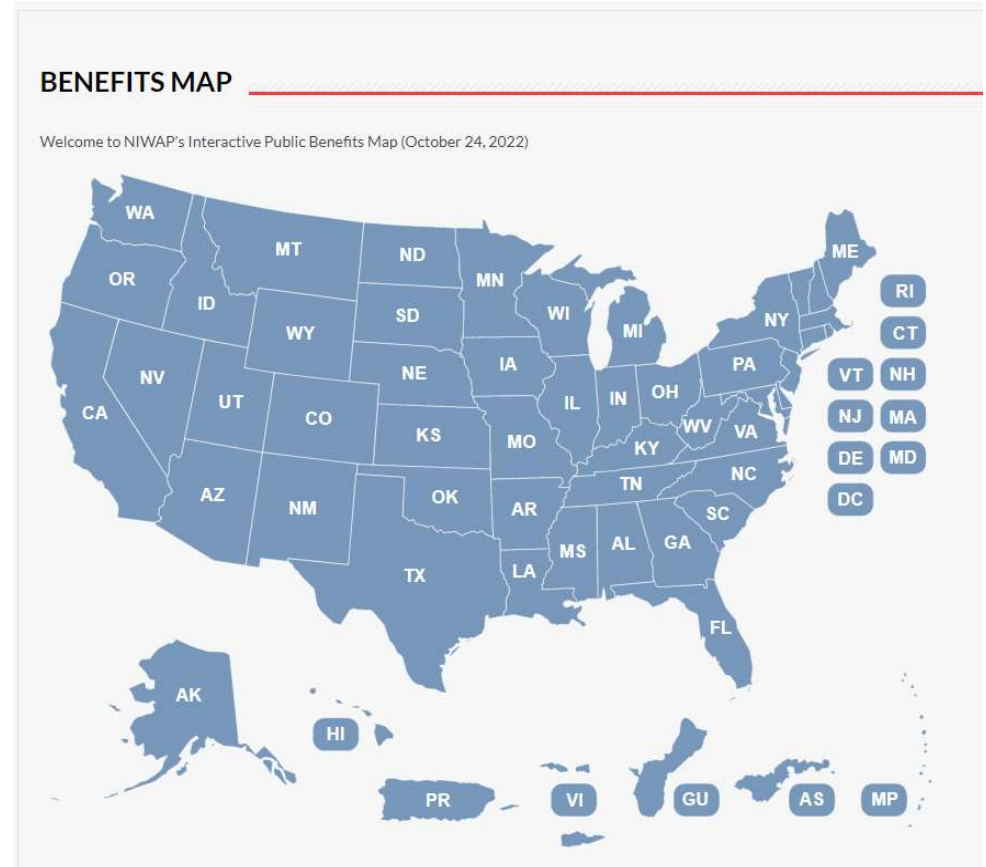 BENEFITS MAP
Welcome to NIWAP's Interactive Public Benefits Map (October 24, 2022)
WA
MT
ND
MN
ME
OR
ID
SD
WI
MI
NY
RI
WY
CT
NV
NE
IA
PA
VT
NH
CA
UT
CO
KS
MO
IL
IN
OH
WV
VA
KY
NJ
MA
AZ
NM
OK
AR
TN
NC
DE
MD
SC
DC
TX
LA
MS
AL
GA
FL
AK
HI
PR
VI
GU
AS
MP